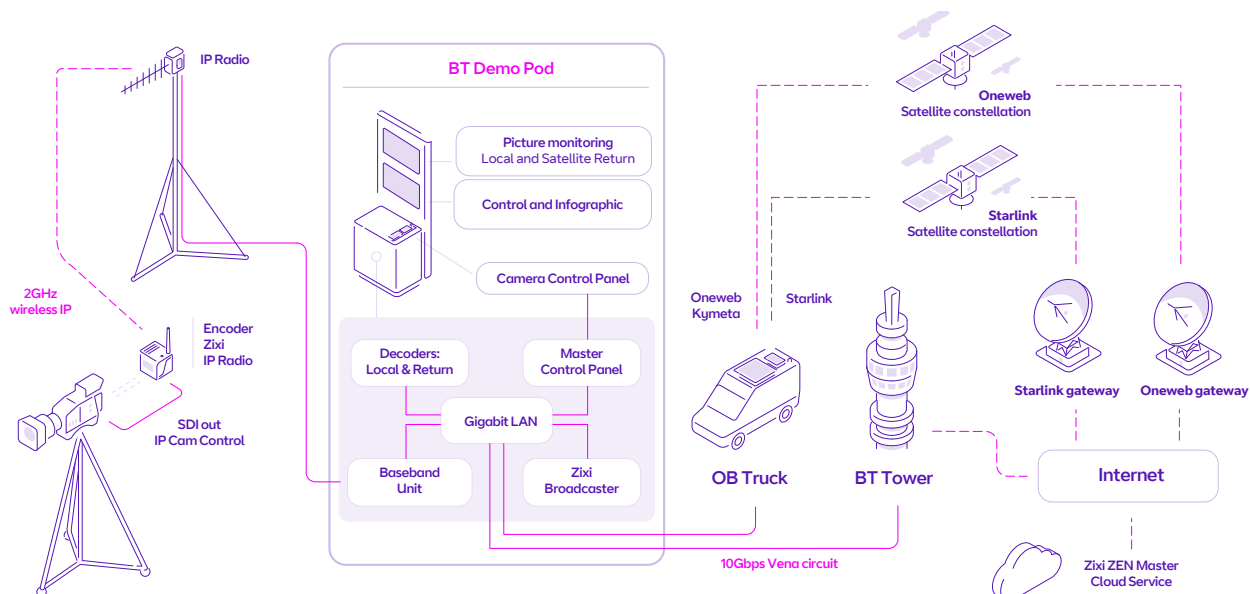 IP Radio
2GHz
wireless IP
Encoder
Zixi
IP Radio
SDI out
IP Cam Control
BT Demo Pod
Picture monitoring
Local and Satellite Return
Control and Infographic
Camera Control Panel
Decoders:
Local & Return
Master
Control Panel
Gigabit LAN
Baseband
Unit
Zixi
Broadcaster
Oneweb
Satellite constellation
Starlink
Satellite constellation
Oneweb
Kymeta
Starlink
OB Truck
BT Tower
Starlink gateway
Oneweb gateway
Internet
10Gbps Vena circuit
Zixi ZEN Master
Cloud Service